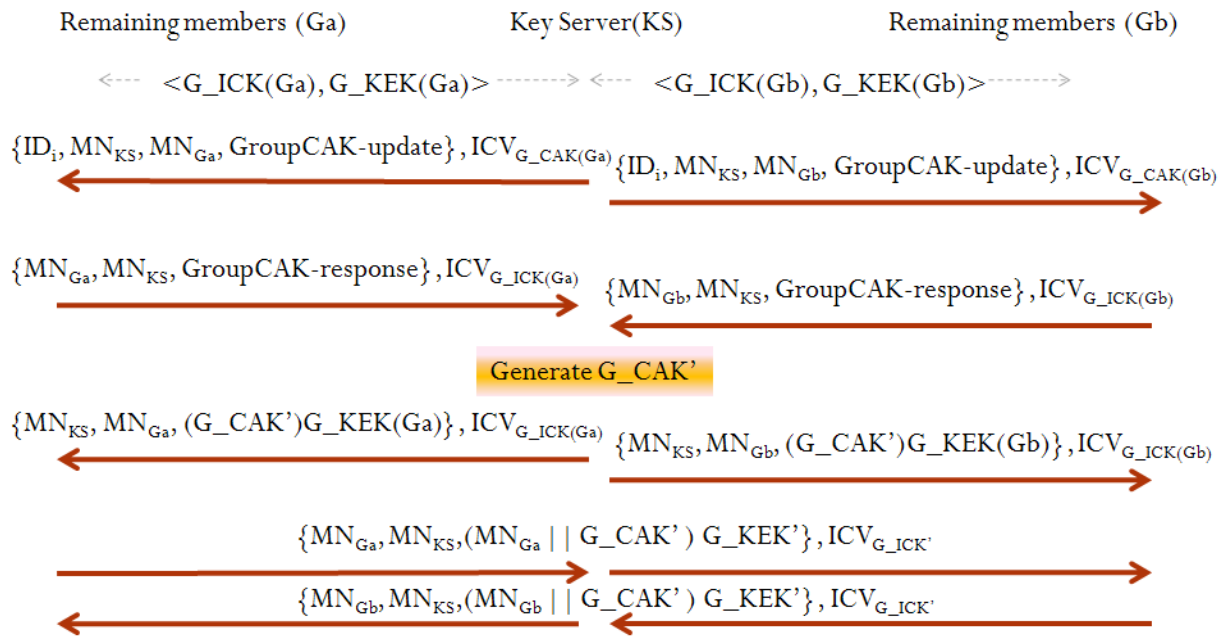 Remaining members (Ga) Key Server(KS) Remaining members (Gb)
<G_ICK(Ga), G_KEK(Ga)> <G_ICK(Gb), G_KEK(Gb)>
{IDi, MNKS, MNGa, GroupCAK-update}, ICVG_CAK(Ga)
{IDi, MNKS, MNGb, GroupCAK-update}, ICVG_CAK(Gb)
{MNGa, MNKS, GroupCAK-response}, ICVG_ICK(Ga)
{MNGb, MNKS, GroupCAK-response}, ICVG_ICK(Gb)
Generate G_CAK’
{MNKS, MNGa, (G_CAK’)G_KEK(Ga)}, ICVG_ICK(Ga)
{MNKS, MNGb, (G_CAK’)G_KEK(Gb)}, ICVG_ICK(Gb)
{MNGa, MNKS,(MNGa | | G_CAK’ ) G_KEK’}, ICVG_ICK’
{MNGb, MNKS,(MNGb | | G_CAK’ ) G_KEK’}, ICVG_ICK’